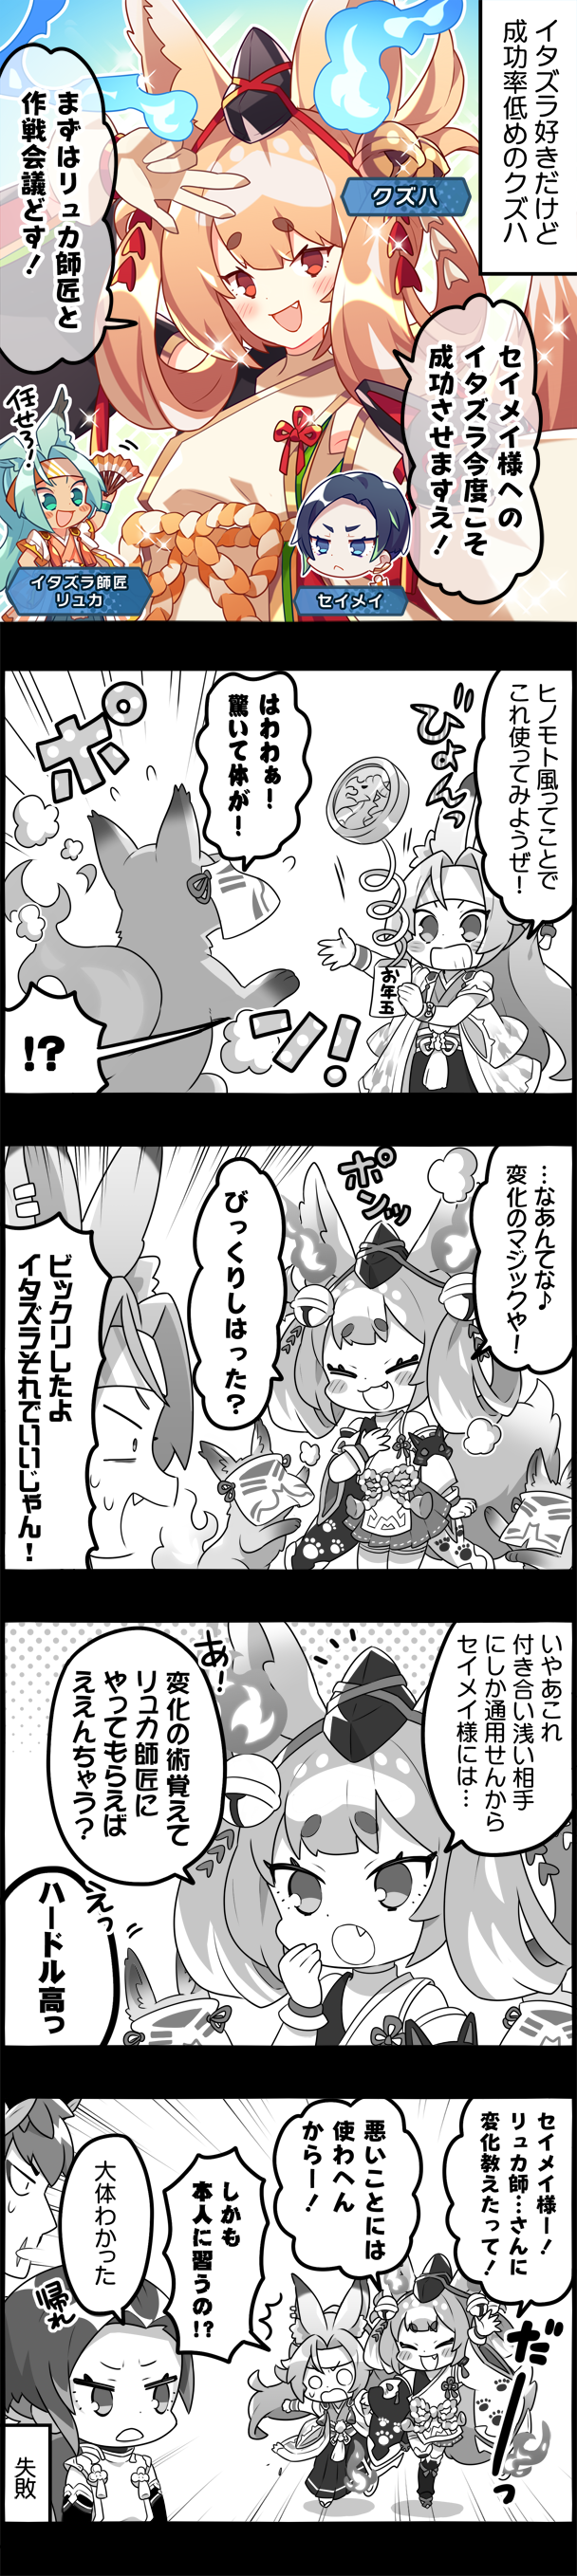 イタズラ好きだけど
成功率低めのクズハ
クズハ
セイメイ様への
イタズラ今度こそ
成功させますえ！
まずはリュカ師匠と
作戦会議どす！
任せろ！
イタズラ師匠
リュカ
セイメイ
ヒノモト風ってことで
これ使ってみようぜ！
びょんっ
お年玉
はわわぁ！
驚いて体が！
ポン！
!?
…なあんてな♪
変化のマジックや！
ポンッ
びっくりしはった？
ビックリしたよ
イタズラそれでいいじゃん！
いやあこれ
付き合い浅い相手
にしか通用せんから
セイメイ様には…
あ！
変化の術覚えて
リュカ師匠に
やってもらえば
ええんちゃう？
えっ
ハードル高っ
セイメイ様ー！
リュカ師…さんに
変化教えたって！
だーっ
悪いことには
使わへん
からー！
しかも
本人に習うの!?
大体わかった
帰れ
失敗